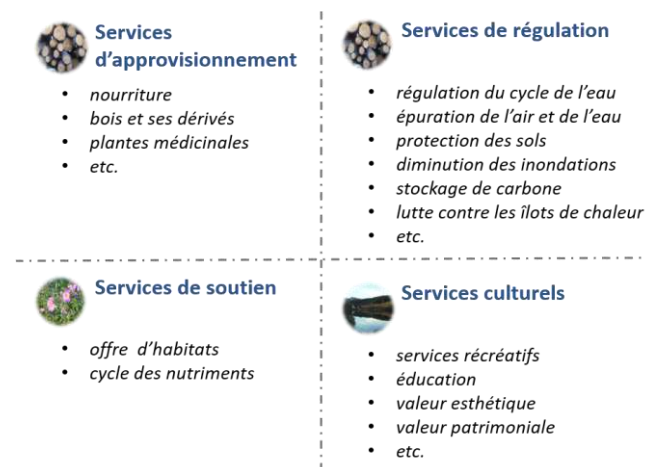 Services
d'approvisionnement
• nourriture
• bois et ses dérivés
• plantes médicinales
• etc.
Services de régulation
• régulation du cycle de l'eau
• épuration de l'air et de l'eau
• protection des sols
• diminution des inondations
• stockage de carbone
• lutte contre les îlots de chaleur
• etc.
Services de soutien
• offre d'habitats
• cycle des nutriments
Services culturels
• services récréatifs
• éducation
• valeur esthétique
• valeur patrimoniale
• etc.